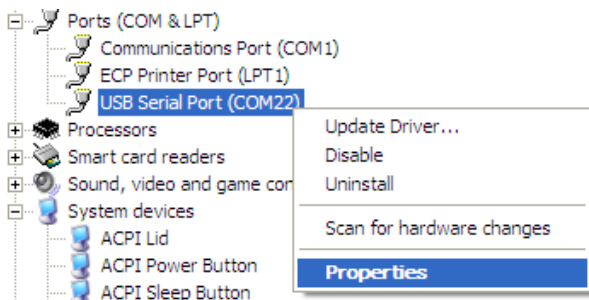 Ports (COM & LPT)
Communications Port (COM1)
ECP Printer Port (LPT1)
USB Serial Port (COM22)
Processors
Smart card readers
Sound, video and game con
System devices
ACPI Lid
ACPI Power Button
ACPI Sleep Button
Update Driver...
Disable
Uninstall
Scan for hardware changes
Properties